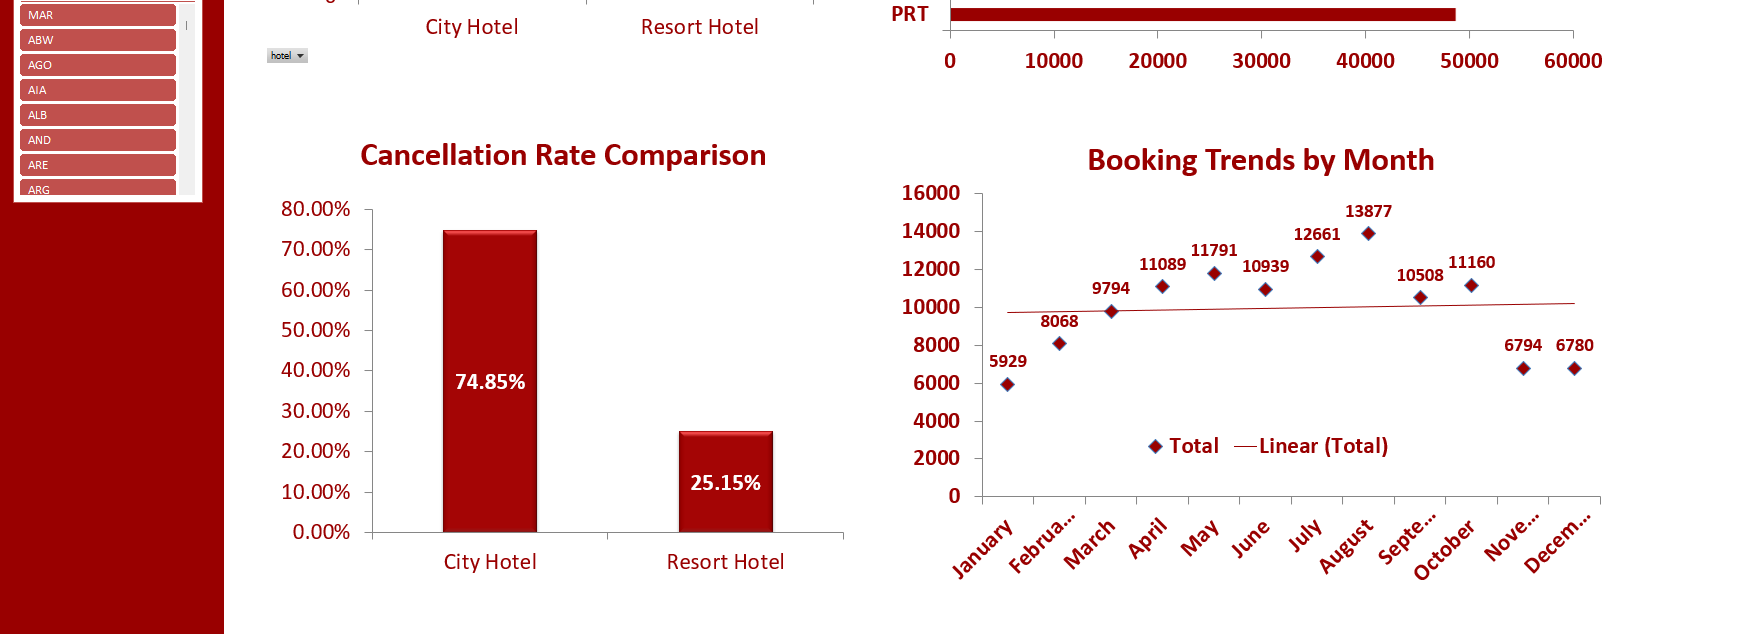 MAR
ABW
AGO
AIA
ALB
AND
ARE
ARG
City Hotel
Resort Hotel
hotel
PRT
0
10000
20000
30000
40000
50000
60000
Cancellation Rate Comparison
80.00%
70.00%
60.00%
50.00%
40.00%
30.00%
20.00%
10.00%
0.00%
74.85%
25.15%
City Hotel
Resort Hotel
Booking Trends by Month
16000
14000
12000
10000
8000
6000
4000
2000
0
5929
8068
9794
11089
11791
10939
12661
13877
10508
11160
6794
6780
Total
Linear (Total)
January
Februa...
March
April
May
June
July
August
Septe...
October
Nove...
Decem...